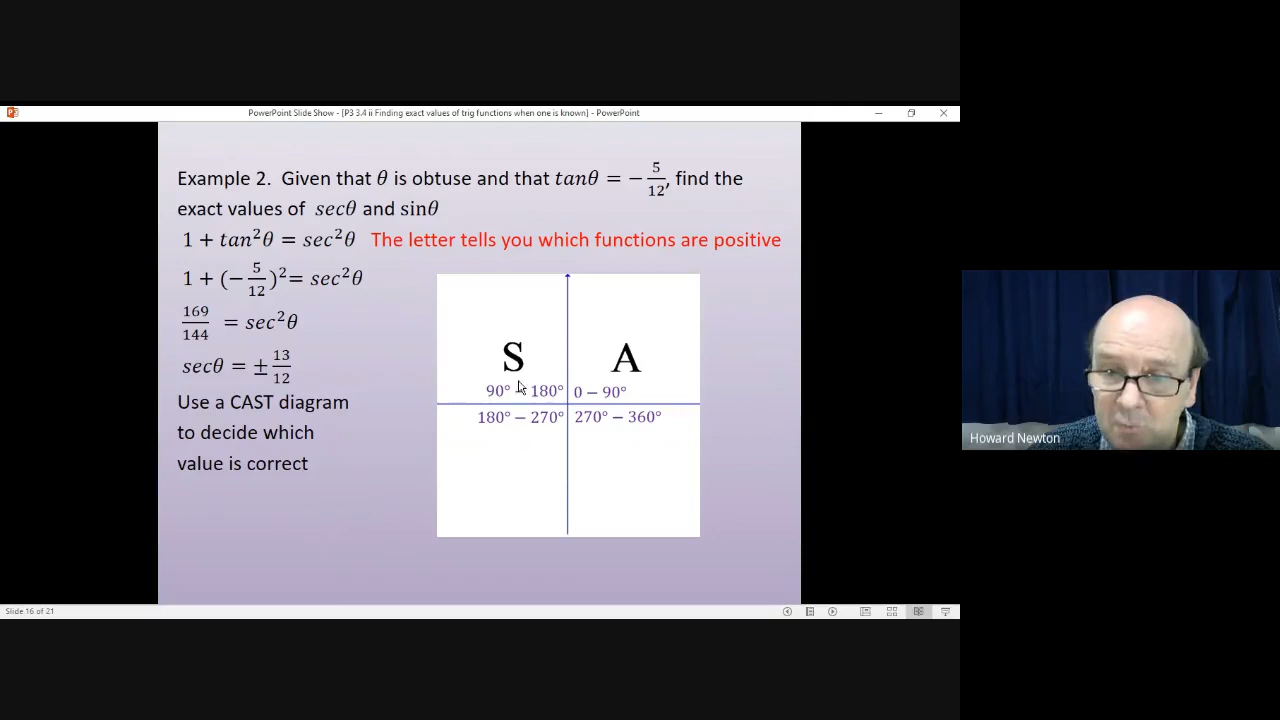 PowerPoint Slide Show - [P3 3.4 ii Finding exact values of trig functions when one is known] - PowerPoint
Example 2. Given that θ is obtuse and that tanθ = −5/12, find the
exact values of secθ and sinθ
1 + tan²θ = sec²θ The letter tells you which functions are positive
1 + (−5/12)² = sec²θ
169/144 = sec²θ
secθ = ±13/12
Use a CAST diagram
to decide which
value is correct
S A
90° − 180° 0 − 90°
180° − 270° 270° − 360°
Howard Newton
Slide 16 of 21